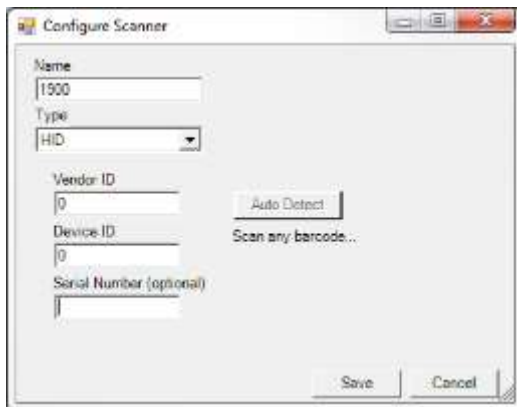 Configure Scanner
Name
1900
Type
HID
Vendor ID
0
Auto Detect
Device ID
Scan any barcode...
0
Serial Number (optional)
Save
Cancel